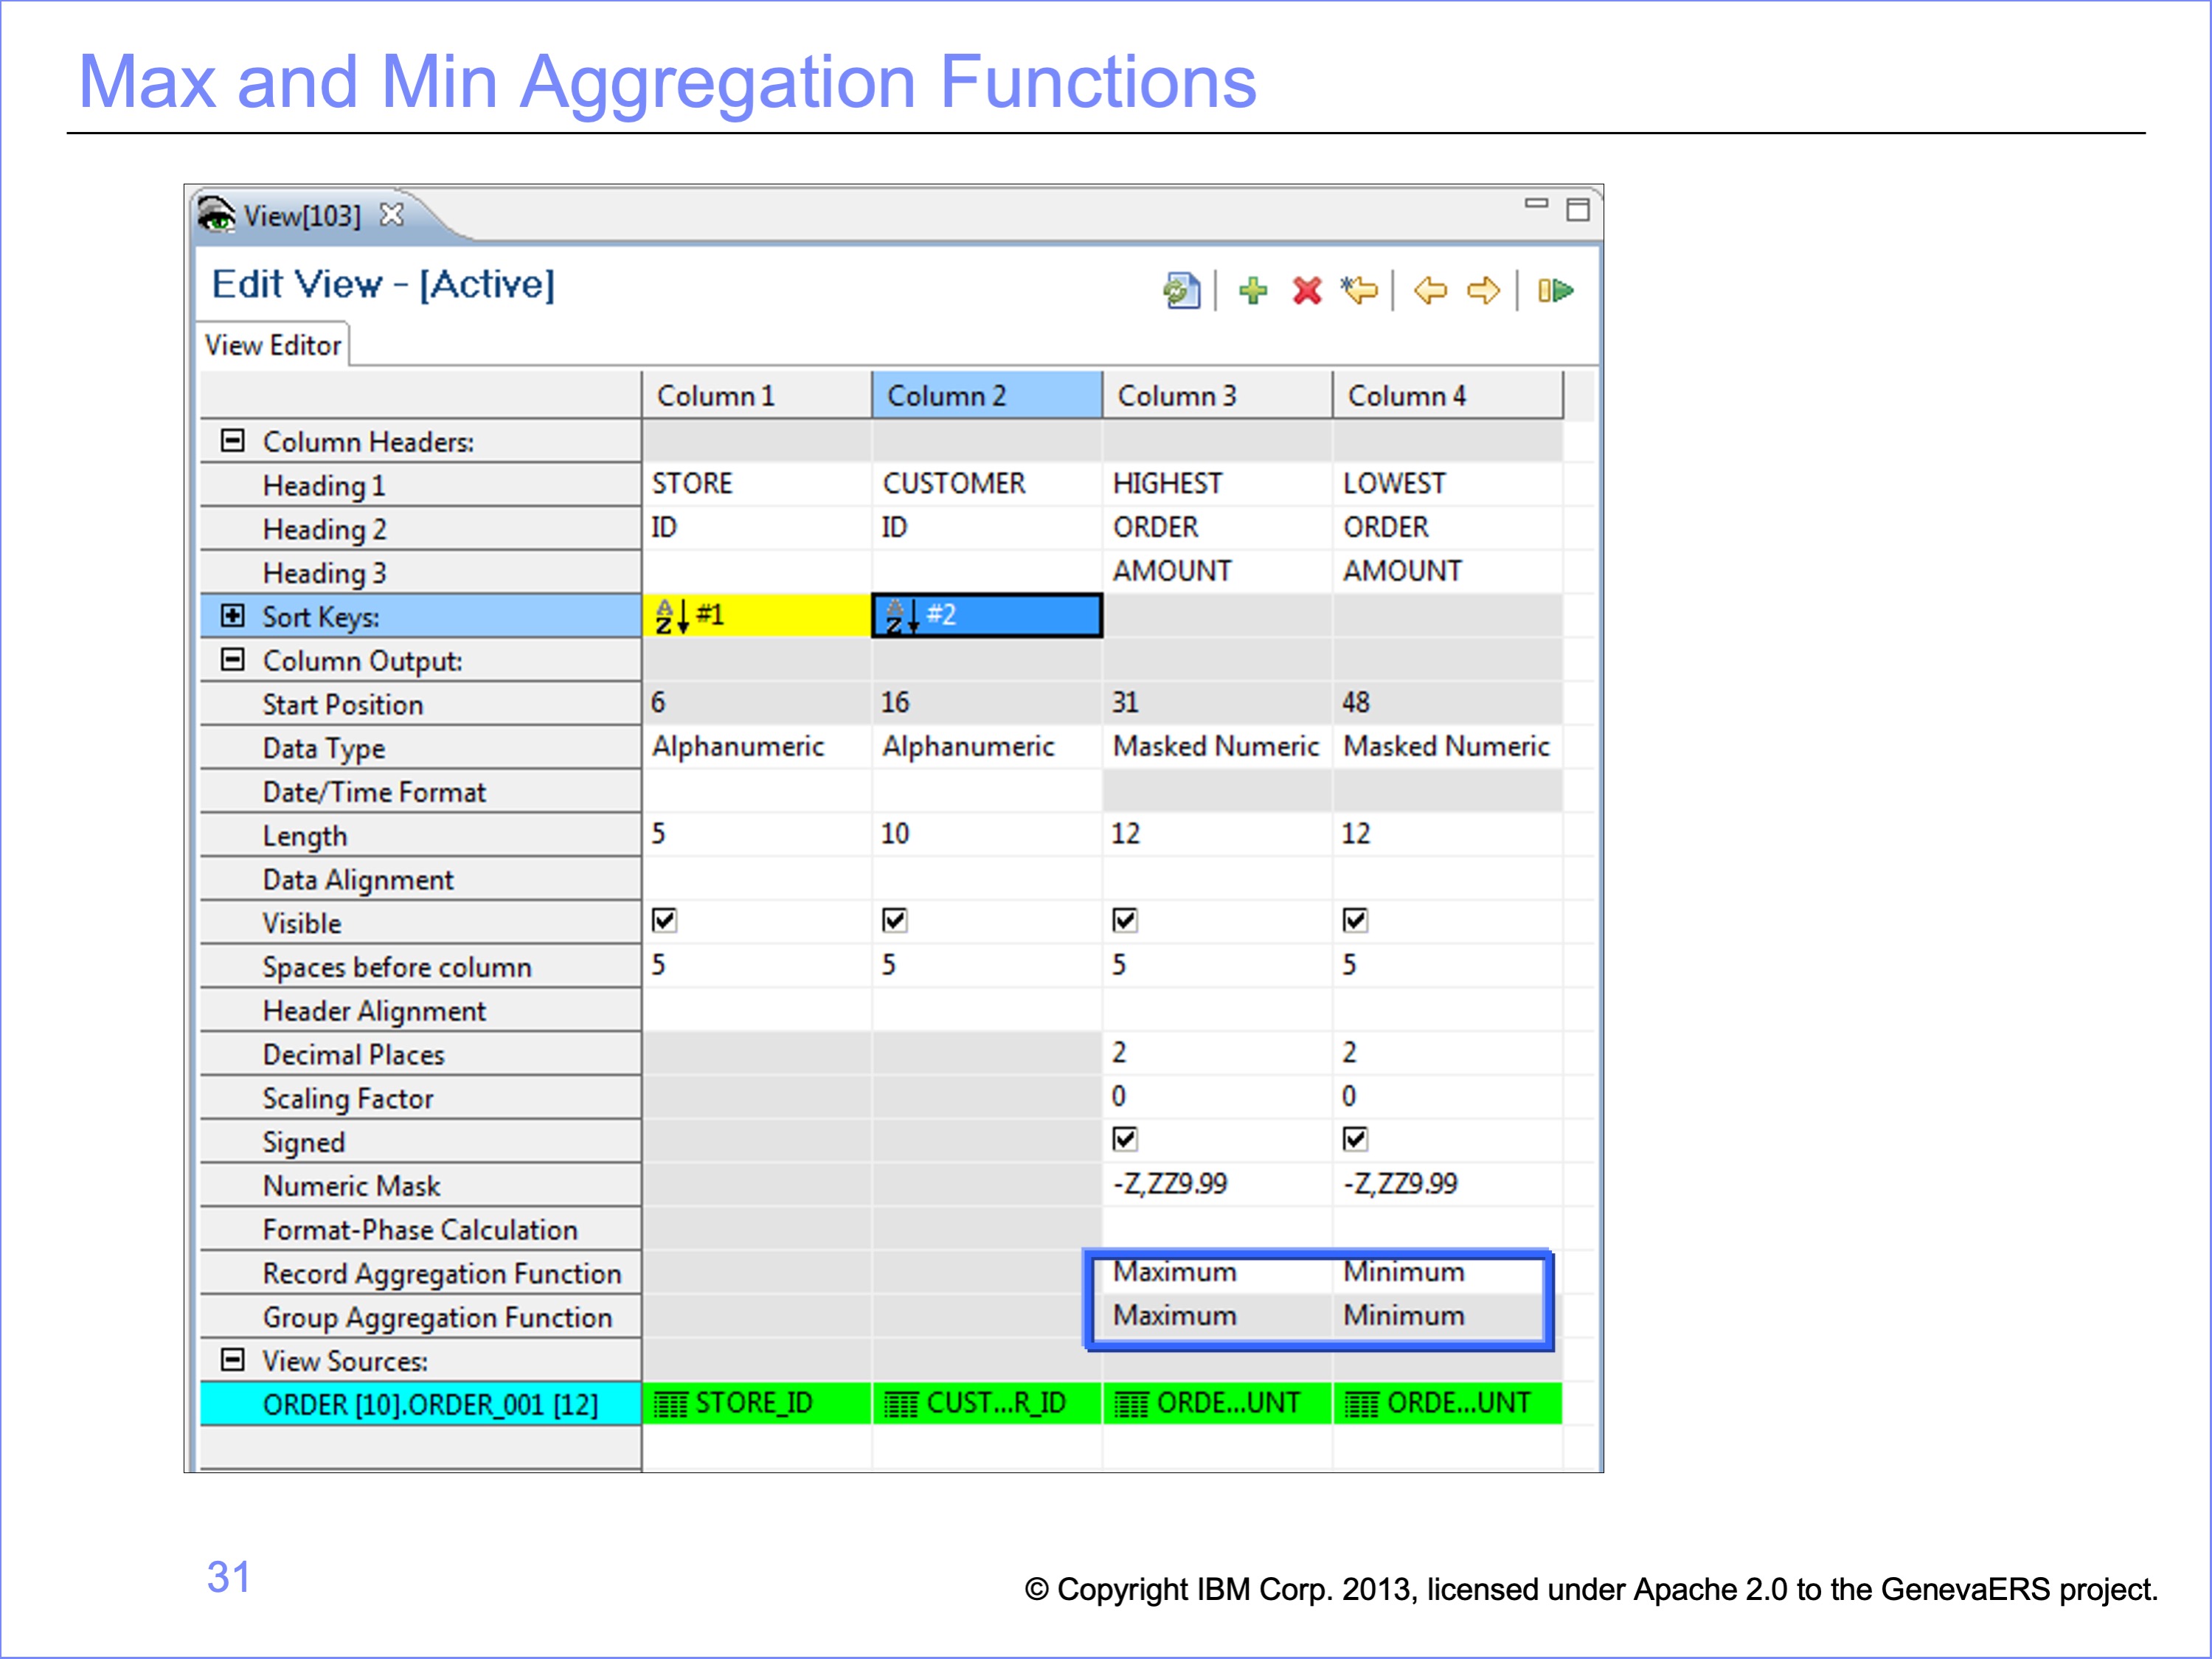 Max and Min Aggregation Functions
View[103]
Edit View - [Active]
View Editor
Column 1 Column 2 Column 3 Column 4
Column Headers:
Heading 1 STORE CUSTOMER HIGHEST LOWEST
Heading 2 ID ID ORDER ORDER
Heading 3 AMOUNT AMOUNT
Sort Keys: #1 #2
Column Output:
Start Position 6 16 31 48
Data Type Alphanumeric Alphanumeric Masked Numeric Masked Numeric
Date/Time Format
Length 5 10 12 12
Data Alignment
Visible
Spaces before column 5 5 5 5
Header Alignment
Decimal Places 2 2
Scaling Factor 0 0
Signed
Numeric Mask -Z,ZZ9.99 -Z,ZZ9.99
Format-Phase Calculation
Record Aggregation Function Maximum Minimum
Group Aggregation Function Maximum Minimum
View Sources:
ORDER [10].ORDER_001 [12] STORE_ID CUST...R_ID ORDE...UNT ORDE...UNT
31
© Copyright IBM Corp. 2013, licensed under Apache 2.0 to the GenevaERS project.